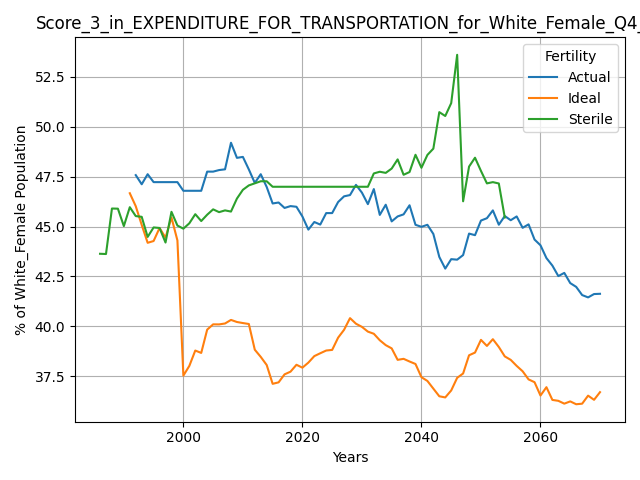 Score_3_in_EXPENDITURE_FOR_TRANSPORTATION_for_White_Female_Q4_
Fertility
Actual
Ideal
Sterile
% of White_Female Population
52.5
50.0
47.5
45.0
42.5
40.0
37.5
2000
2020
2040
2060
Years